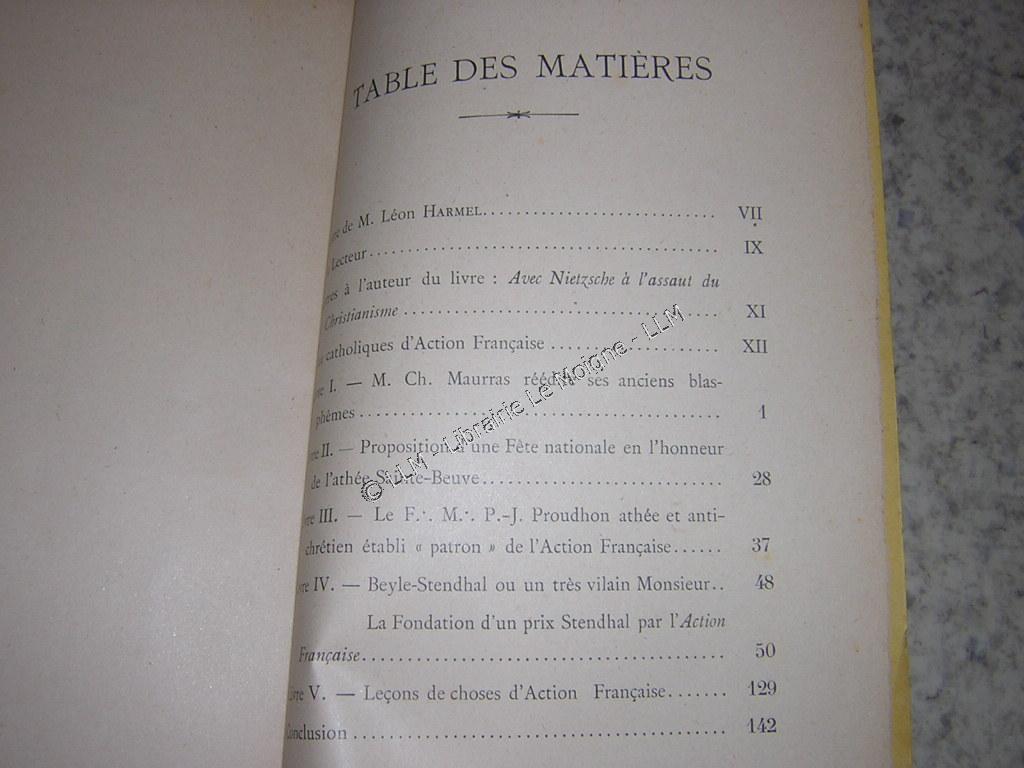 TABLE DES MATIÈRES
de M. Léon HARMEL............................ VII
Lecteur............................ IX
à l'auteur du livre : Avec Nietzsche à l'assaut du
Christianisme............................ XI
catholiques d'Action Française............................ XII
I. — M. Ch. Maurras réédite ses anciens blas-
phèmes............................ 1
II. — Proposition d'une Fête nationale en l'honneur
de l'athée Sainte-Beuve............................ 28
III. — Le F∴ M∴ P.-J. Proudhon athée et anti-
chrétien établi « patron » de l'Action Française...... 37
IV. — Beyle-Stendhal ou un très vilain Monsieur.. 48
La Fondation d'un prix Stendhal par l'Action
Française............................ 50
V. — Leçons de choses d'Action Française....... 129
Conclusion............................ 142
© LLM - Librairie Le Moigne - LLM